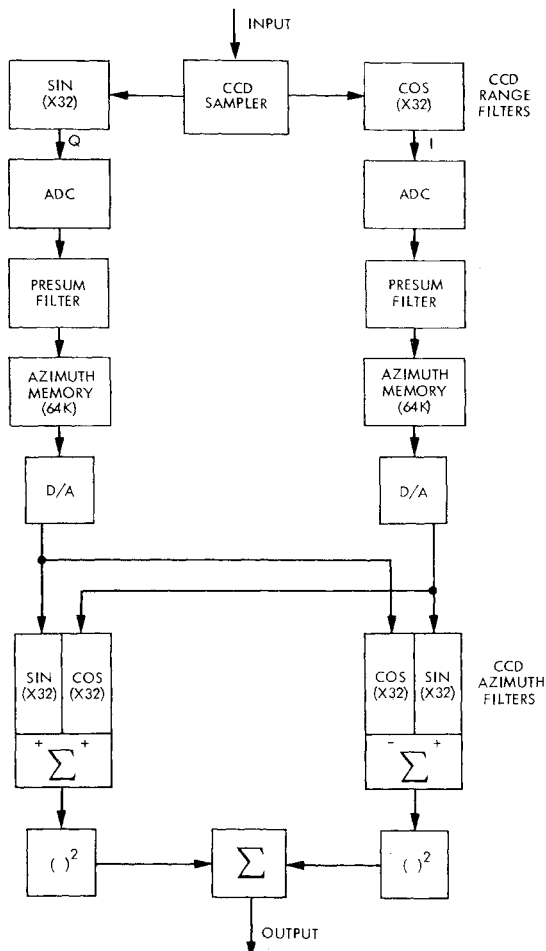 INPUT
SIN
(X32)
CCD
SAMPLER
COS
(X32)
CCD
RANGE
FILTERS
Q
I
ADC
ADC
PRESUM
FILTER
PRESUM
FILTER
AZIMUTH
MEMORY
(64K)
AZIMUTH
MEMORY
(64K)
D/A
D/A
SIN
(X32)
COS
(X32)
COS
(X32)
SIN
(X32)
CCD
AZIMUTH
FILTERS
+ Σ +
- Σ +
( )²
Σ
( )²
OUTPUT